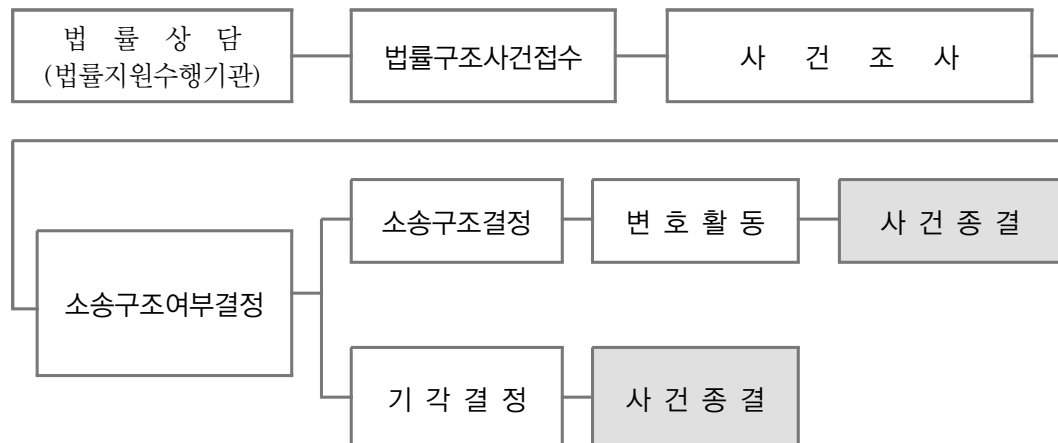 법 률 상 담
(법률지원수행기관)
법률구조사건접수
사 건 조 사
소송구조여부결정
소송구조결정
변 호 활 동
사 건 종 결
기 각 결 정
사 건 종 결